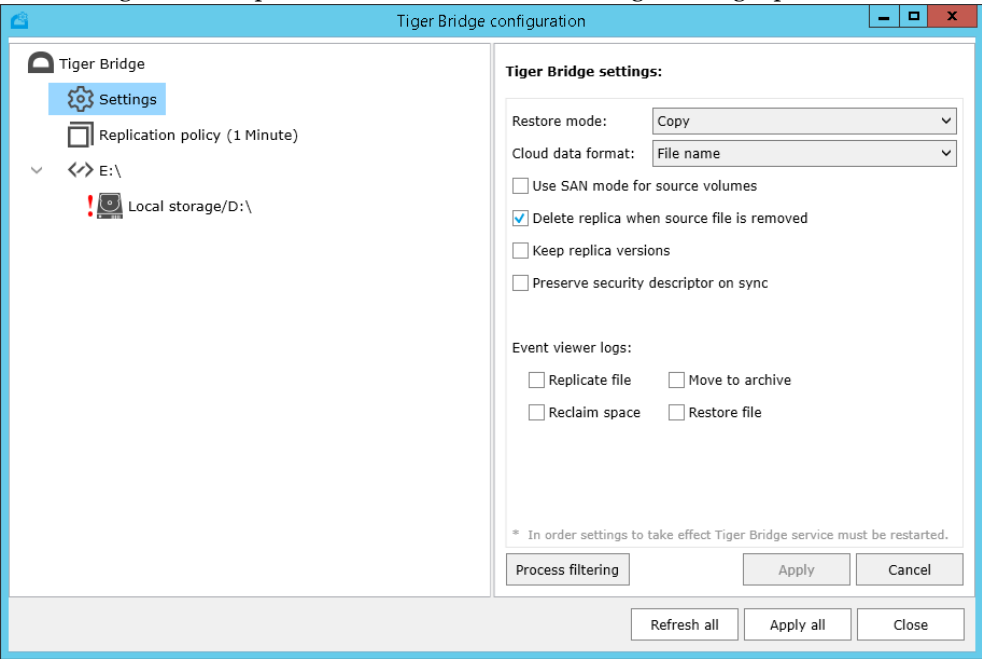 Tiger Bridge configuration
Tiger Bridge
Settings
Replication policy (1 Minute)
E:\
Local storage/D:\
Tiger Bridge settings:
Restore mode: Copy
Cloud data format: File name
Use SAN mode for source volumes
Delete replica when source file is removed
Keep replica versions
Preserve security descriptor on sync
Event viewer logs:
Replicate file Move to archive
Reclaim space Restore file
* In order settings to take effect Tiger Bridge service must be restarted.
Process filtering Apply Cancel
Refresh all Apply all Close